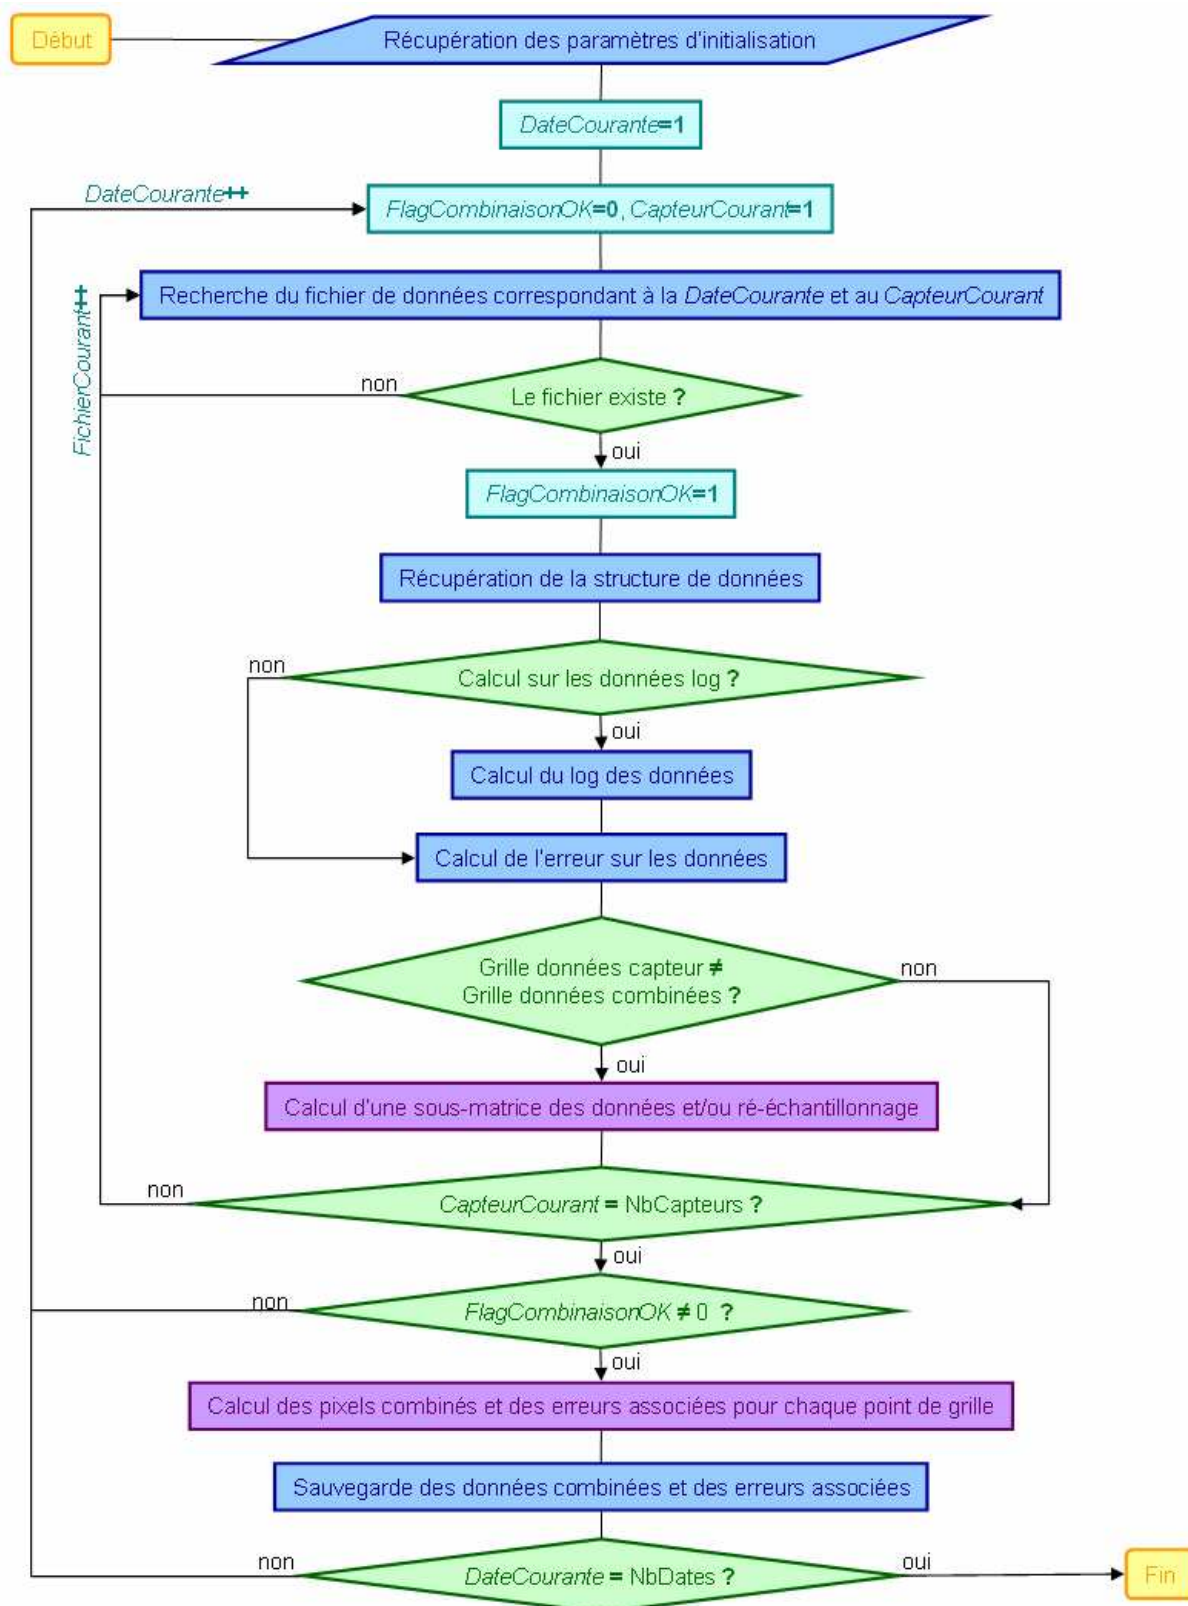 Début
Récupération des paramètres d'initialisation
DateCourante=1
DateCourante++
FlagCombinaisonOK=0, CapteurCourant=1
FichierCourant++
Recherche du fichier de données correspondant à la DateCourante et au CapteurCourant
non
Le fichier existe ?
oui
FlagCombinaisonOK=1
Récupération de la structure de données
non
Calcul sur les données log ?
oui
Calcul du log des données
Calcul de l'erreur sur les données
Grille données capteur ≠
Grille données combinées ?
non
oui
Calcul d'une sous-matrice des données et/ou ré-échantillonnage
non
CapteurCourant = NbCapteurs ?
oui
non
FlagCombinaisonOK ≠ 0 ?
oui
Calcul des pixels combinés et des erreurs associées pour chaque point de grille
Sauvegarde des données combinées et des erreurs associées
non
DateCourante = NbDates ?
oui
Fin